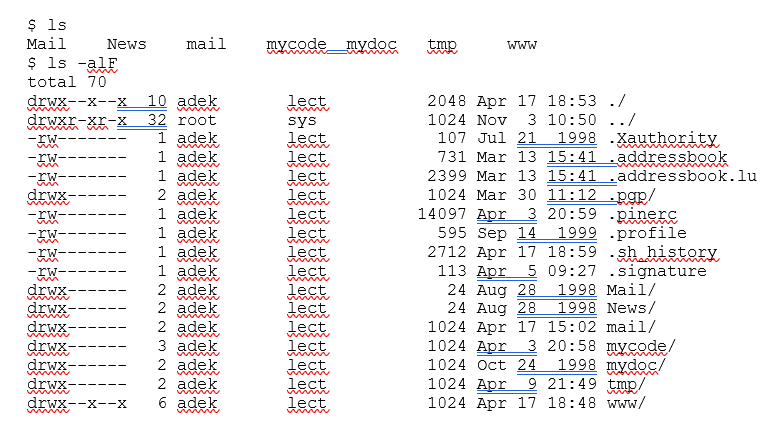 $ ls
Mail    News    mail    mycode  mydoc   tmp     www
$ ls -alF
total 70
drwx--x--x  10 adek       lect          2048 Apr 17 18:53 ./
drwxr-xr-x  32 root       sys           1024 Nov  3 10:50 ../
-rw-------   1 adek       lect           107 Jul 21  1998 .Xauthority
-rw-------   1 adek       lect           731 Mar 13 15:41 .addressbook
-rw-------   1 adek       lect          2399 Mar 13 15:41 .addressbook.lu
drwx------   2 adek       lect          1024 Mar 30 11:12 .pgp/
-rw-------   1 adek       lect         14097 Apr  3 20:59 .pinerc
-rw-------   1 adek       lect           595 Sep 14  1999 .profile
-rw-------   1 adek       lect          2712 Apr 17 18:59 .sh_history
-rw-------   1 adek       lect           113 Apr  5 09:27 .signature
drwx------   2 adek       lect            24 Aug 28  1998 Mail/
drwx------   2 adek       lect            24 Aug 28  1998 News/
drwx------   2 adek       lect          1024 Apr 17 15:02 mail/
drwx------   3 adek       lect          1024 Apr  3 20:58 mycode/
drwx------   2 adek       lect          1024 Oct 24  1998 mydoc/
drwx------   2 adek       lect          1024 Apr  9 21:49 tmp/
drwx--x--x   6 adek       lect          1024 Apr 17 18:48 www/